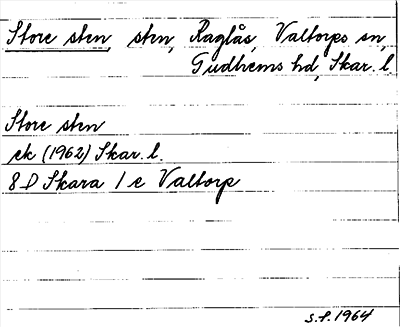 Store sten, sten, Raglås, Valtorps sn,
Gudhems hd, Skar. l.
Store sten
ek (1962) Skar. l.
8 D Skara 1 e Valtorp
s.f. 1964